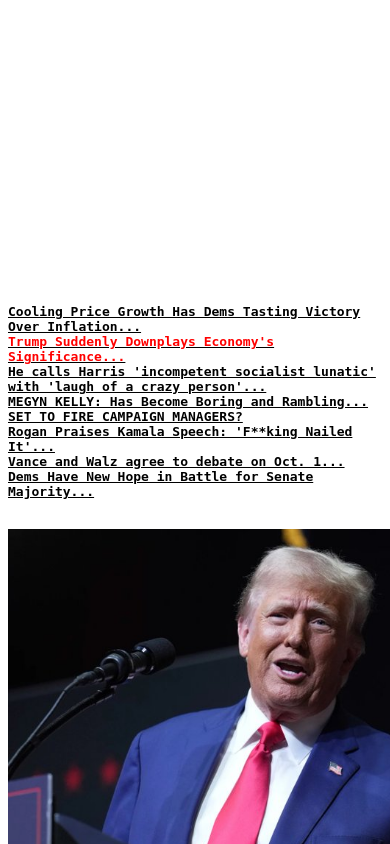 Cooling Price Growth Has Dems Tasting Victory
Over Inflation...
Trump Suddenly Downplays Economy's
Significance...
He calls Harris 'incompetent socialist lunatic'
with 'laugh of a crazy person'...
MEGYN KELLY: Has Become Boring and Rambling...
SET TO FIRE CAMPAIGN MANAGERS?
Rogan Praises Kamala Speech: 'F**king Nailed
It'...
Vance and Walz agree to debate on Oct. 1...
Dems Have New Hope in Battle for Senate
Majority...